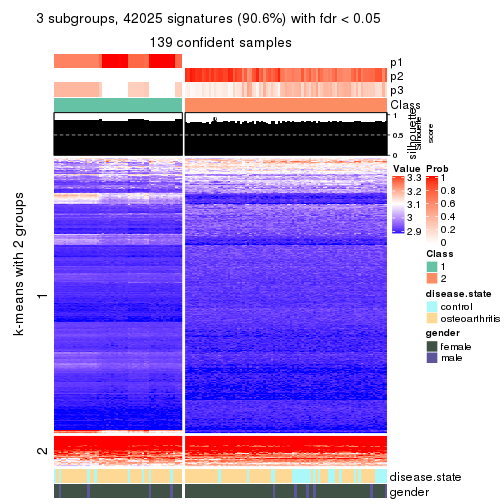 3 subgroups, 42025 signatures (90.6%) with fdr < 0.05
139 confident samples
p1
p2
p3
Class
1
0.5
0
silhouette
silhouette
score
k-means with 2 groups
1
2
Value
3.3
3.2
3.1
3
2.9
Prob
1
0.8
0.6
0.4
0.2
0
Class
1
2
disease.state
control
osteoarthritis
gender
female
male
disease.state
gender